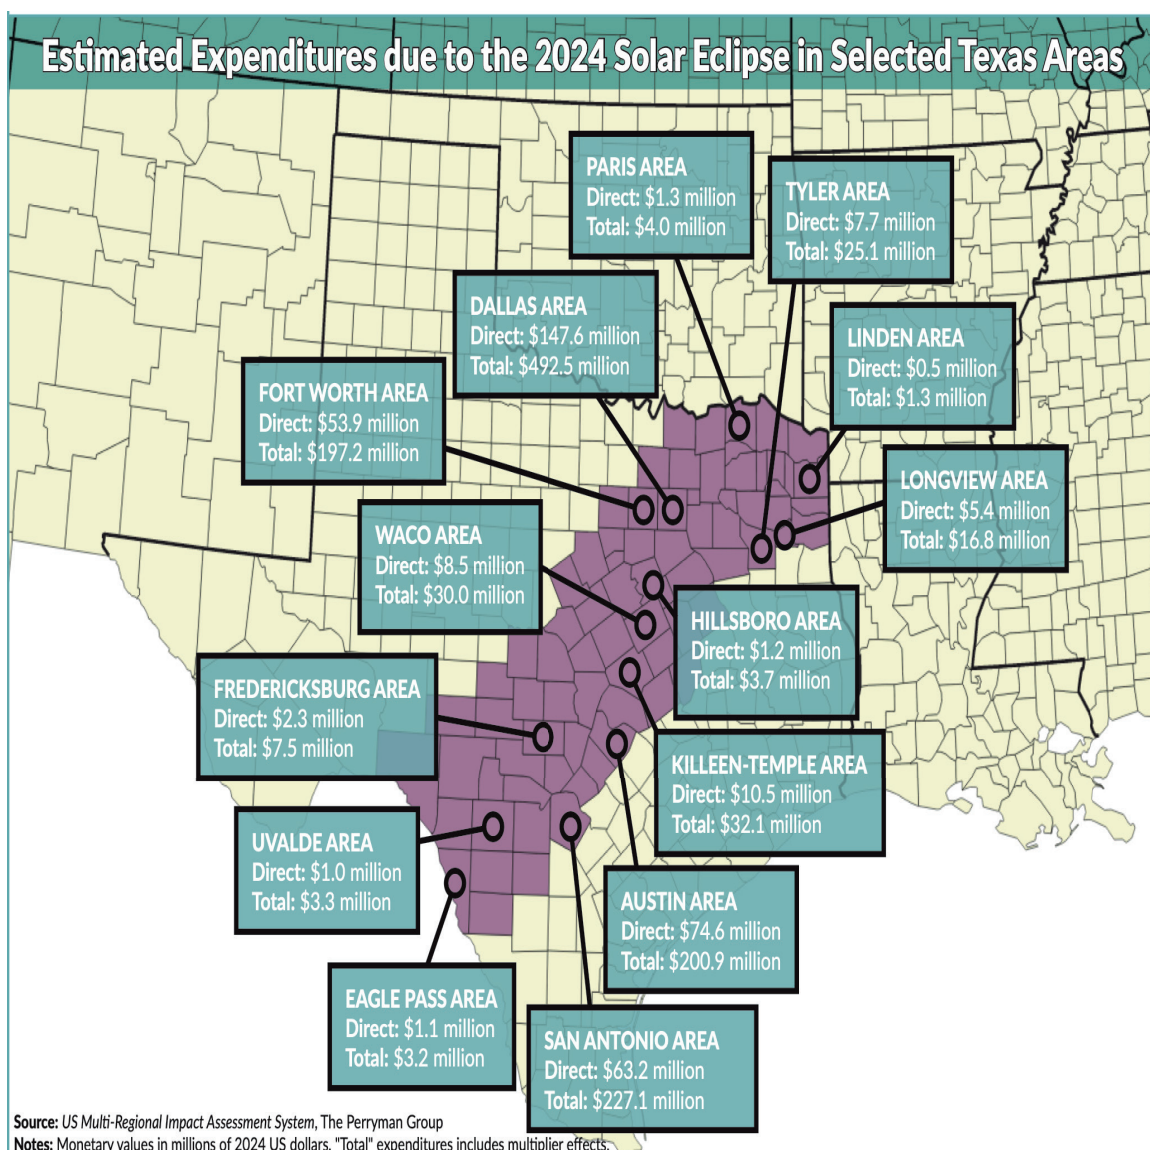 Estimated Expenditures due to the 2024 Solar Eclipse in Selected Texas Areas
PARIS AREA
Direct: $1.3 million
Total: $4.0 million
TYLER AREA
Direct: $7.7 million
Total: $25.1 million
DALLAS AREA
Direct: $147.6 million
Total: $492.5 million
LINDEN AREA
Direct: $0.5 million
Total: $1.3 million
FORT WORTH AREA
Direct: $53.9 million
Total: $197.2 million
LONGVIEW AREA
Direct: $5.4 million
Total: $16.8 million
WACO AREA
Direct: $8.5 million
Total: $30.0 million
HILLSBORO AREA
Direct: $1.2 million
Total: $3.7 million
FREDERICKSBURG AREA
Direct: $2.3 million
Total: $7.5 million
KILLEEN-TEMPLE AREA
Direct: $10.5 million
Total: $32.1 million
UVALDE AREA
Direct: $1.0 million
Total: $3.3 million
AUSTIN AREA
Direct: $74.6 million
Total: $200.9 million
EAGLE PASS AREA
Direct: $1.1 million
Total: $3.2 million
SAN ANTONIO AREA
Direct: $63.2 million
Total: $227.1 million
Source: US Multi-Regional Impact Assessment System, The Perryman Group
Notes: Monetary values in millions of 2024 US dollars. "Total" expenditures includes multiplier effects.